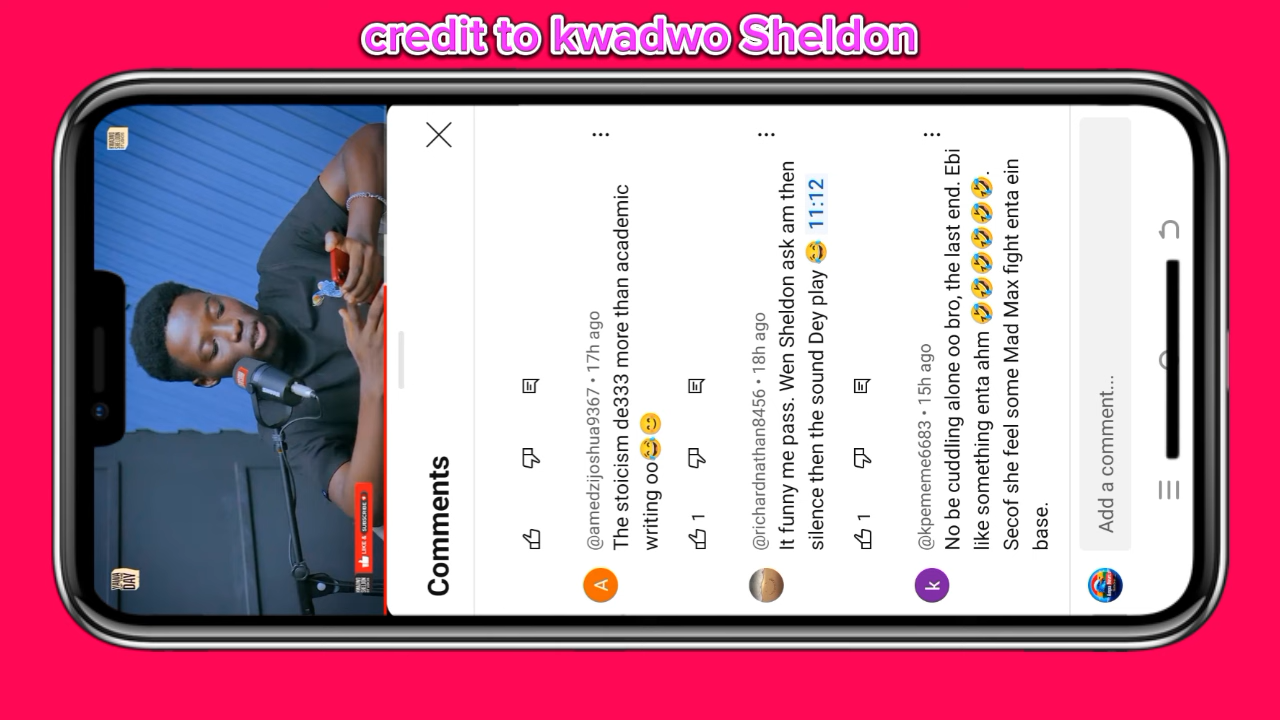 credit to kwadwo Sheldon
LIKE & SUBSCRIBE
Comments
@amedzijoshua9367 • 17h ago
The stoicism de333 more than academic
writing oo😂😊
1
@richardnathan8456 • 18h ago
It funny me pass. Wen Sheldon ask am then
silence then the sound Dey play 😂 11:12
1
@kpememe6683 • 15h ago
No be cuddling alone oo bro, the last end. Ebi
like something enta ahm 🤣🤣🤣🤣🤣🤣.
Secof she feel some Mad Max fight enta ein
base.
A
k
Add a comment...